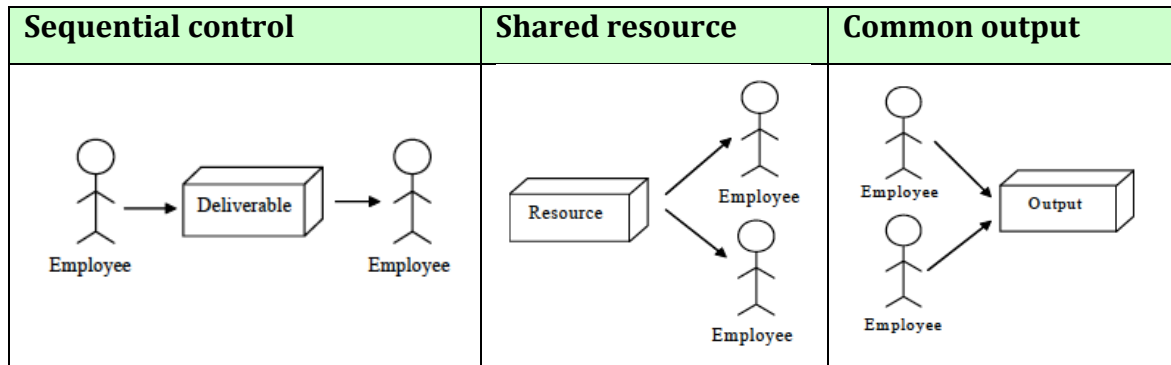 Sequential control
Shared resource
Common output
Employee
Deliverable
Employee
Resource
Employee
Employee
Employee
Employee
Output